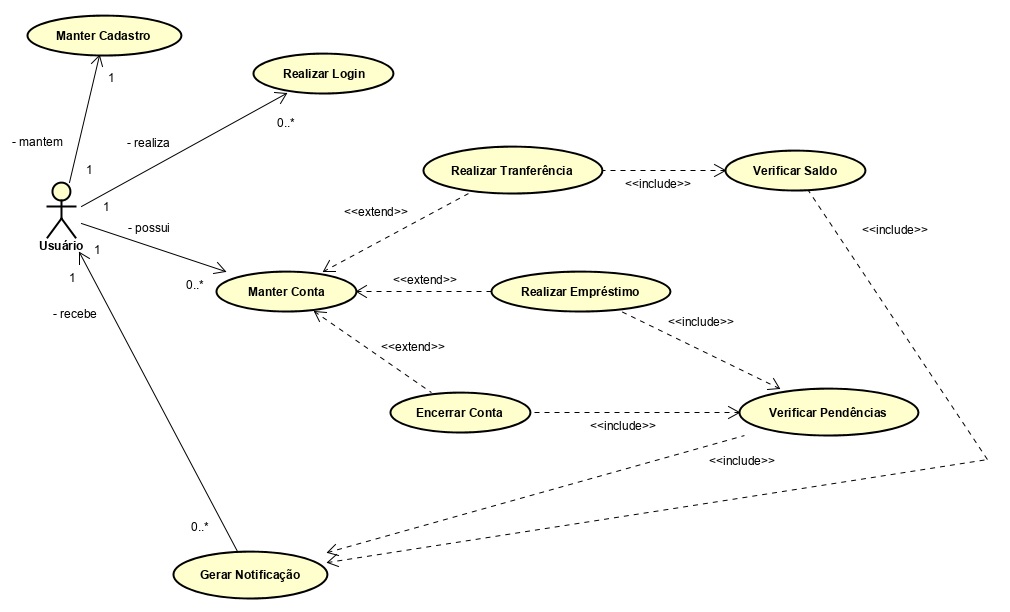 Manter Cadastro
1
Realizar Login
0..*
- mantem
- realiza
1
Realizar Tranferência
<<include>>
Verificar Saldo
1
<<extend>>
- possui
<<include>>
Usuário
1
1
0..*
Manter Conta
<<extend>>
Realizar Empréstimo
- recebe
<<include>>
<<extend>>
Encerrar Conta
<<include>>
Verificar Pendências
<<include>>
0..*
Gerar Notificação